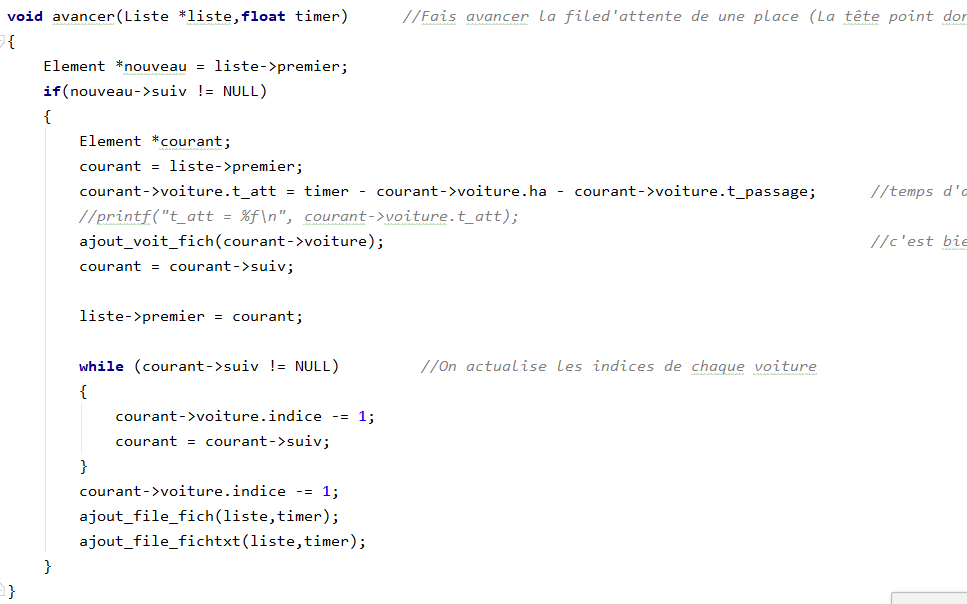 void avancer(Liste *liste,float timer)      //Fais avancer la filed'attente de une place (La tête point
{
    Element *nouveau = liste->premier;
    if(nouveau->suiv != NULL)
    {
        Element *courant;
        courant = liste->premier;
        courant->voiture.t_att = timer - courant->voiture.ha - courant->voiture.t_passage;      //temps
        //printf("t_att = %f\n", courant->voiture.t_att);
        ajout_voit_fich(courant->voiture);                                                      //c'est
        courant = courant->suiv;

        liste->premier = courant;

        while (courant->suiv != NULL)         //On actualise les indices de chaque voiture
        {
            courant->voiture.indice -= 1;
            courant = courant->suiv;
        }
        courant->voiture.indice -= 1;
        ajout_file_fich(liste,timer);
        ajout_file_fichtxt(liste,timer);
    }
}